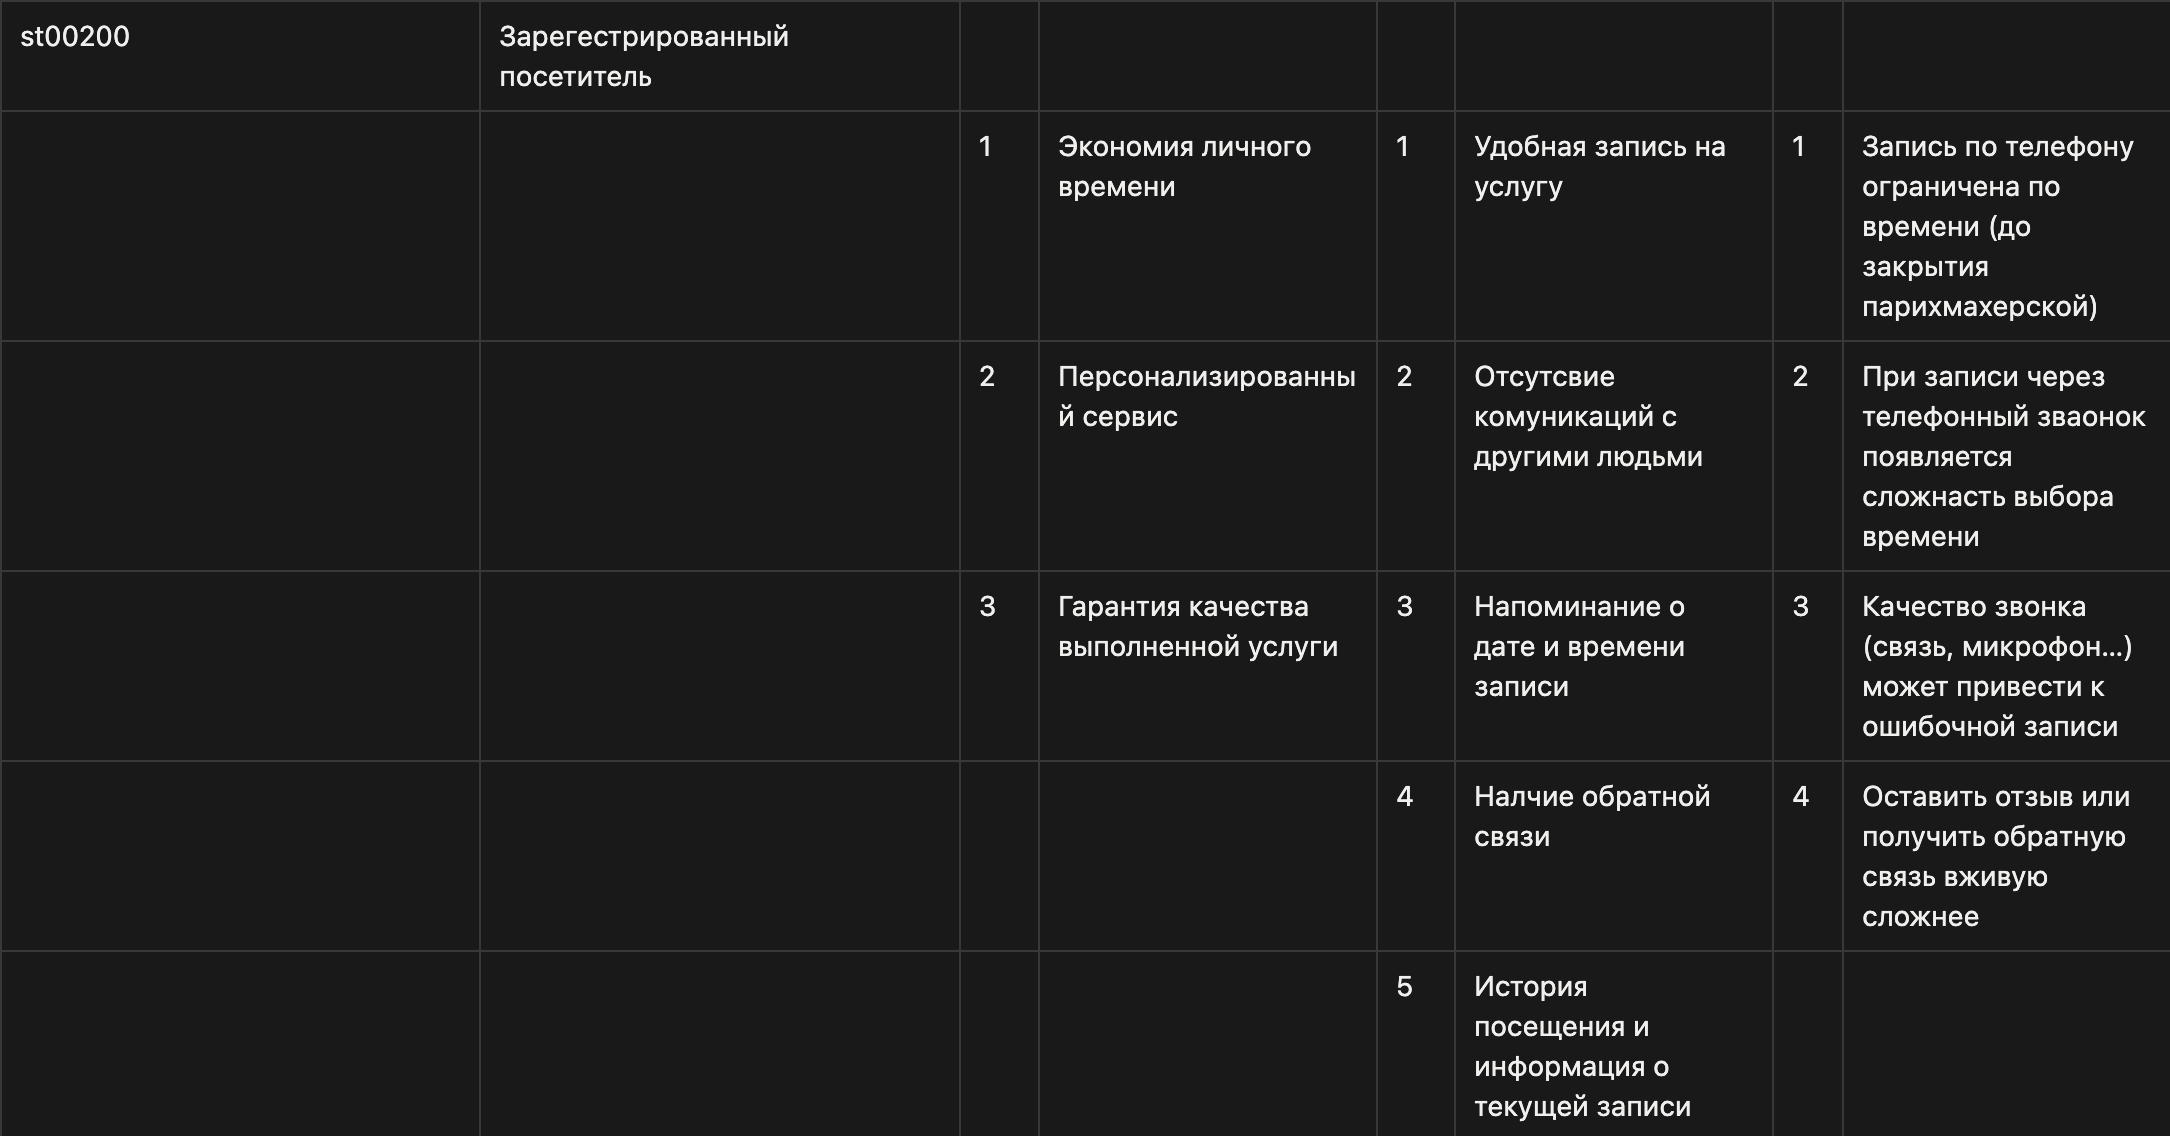 st00200
Зарегестрированный
посетитель
1
Экономия личного
времени
1
Удобная запись на
услугу
1
Запись по телефону
ограничена по
времени (до
закрытия
парихмахерской)
2
Персонализированны
й сервис
2
Отсутсвие
комуникаций с
другими людьми
2
При записи через
телефонный зваонок
появляется
сложнасть выбора
времени
3
Гарантия качества
выполненной услуги
3
Напоминание о
дате и времени
записи
3
Качество звонка
(связь, микрофон...)
может привести к
ошибочной записи
4
Налчие обратной
связи
4
Оставить отзыв или
получить обратную
связь вживую
сложнее
5
История
посещения и
информация о
текущей записи